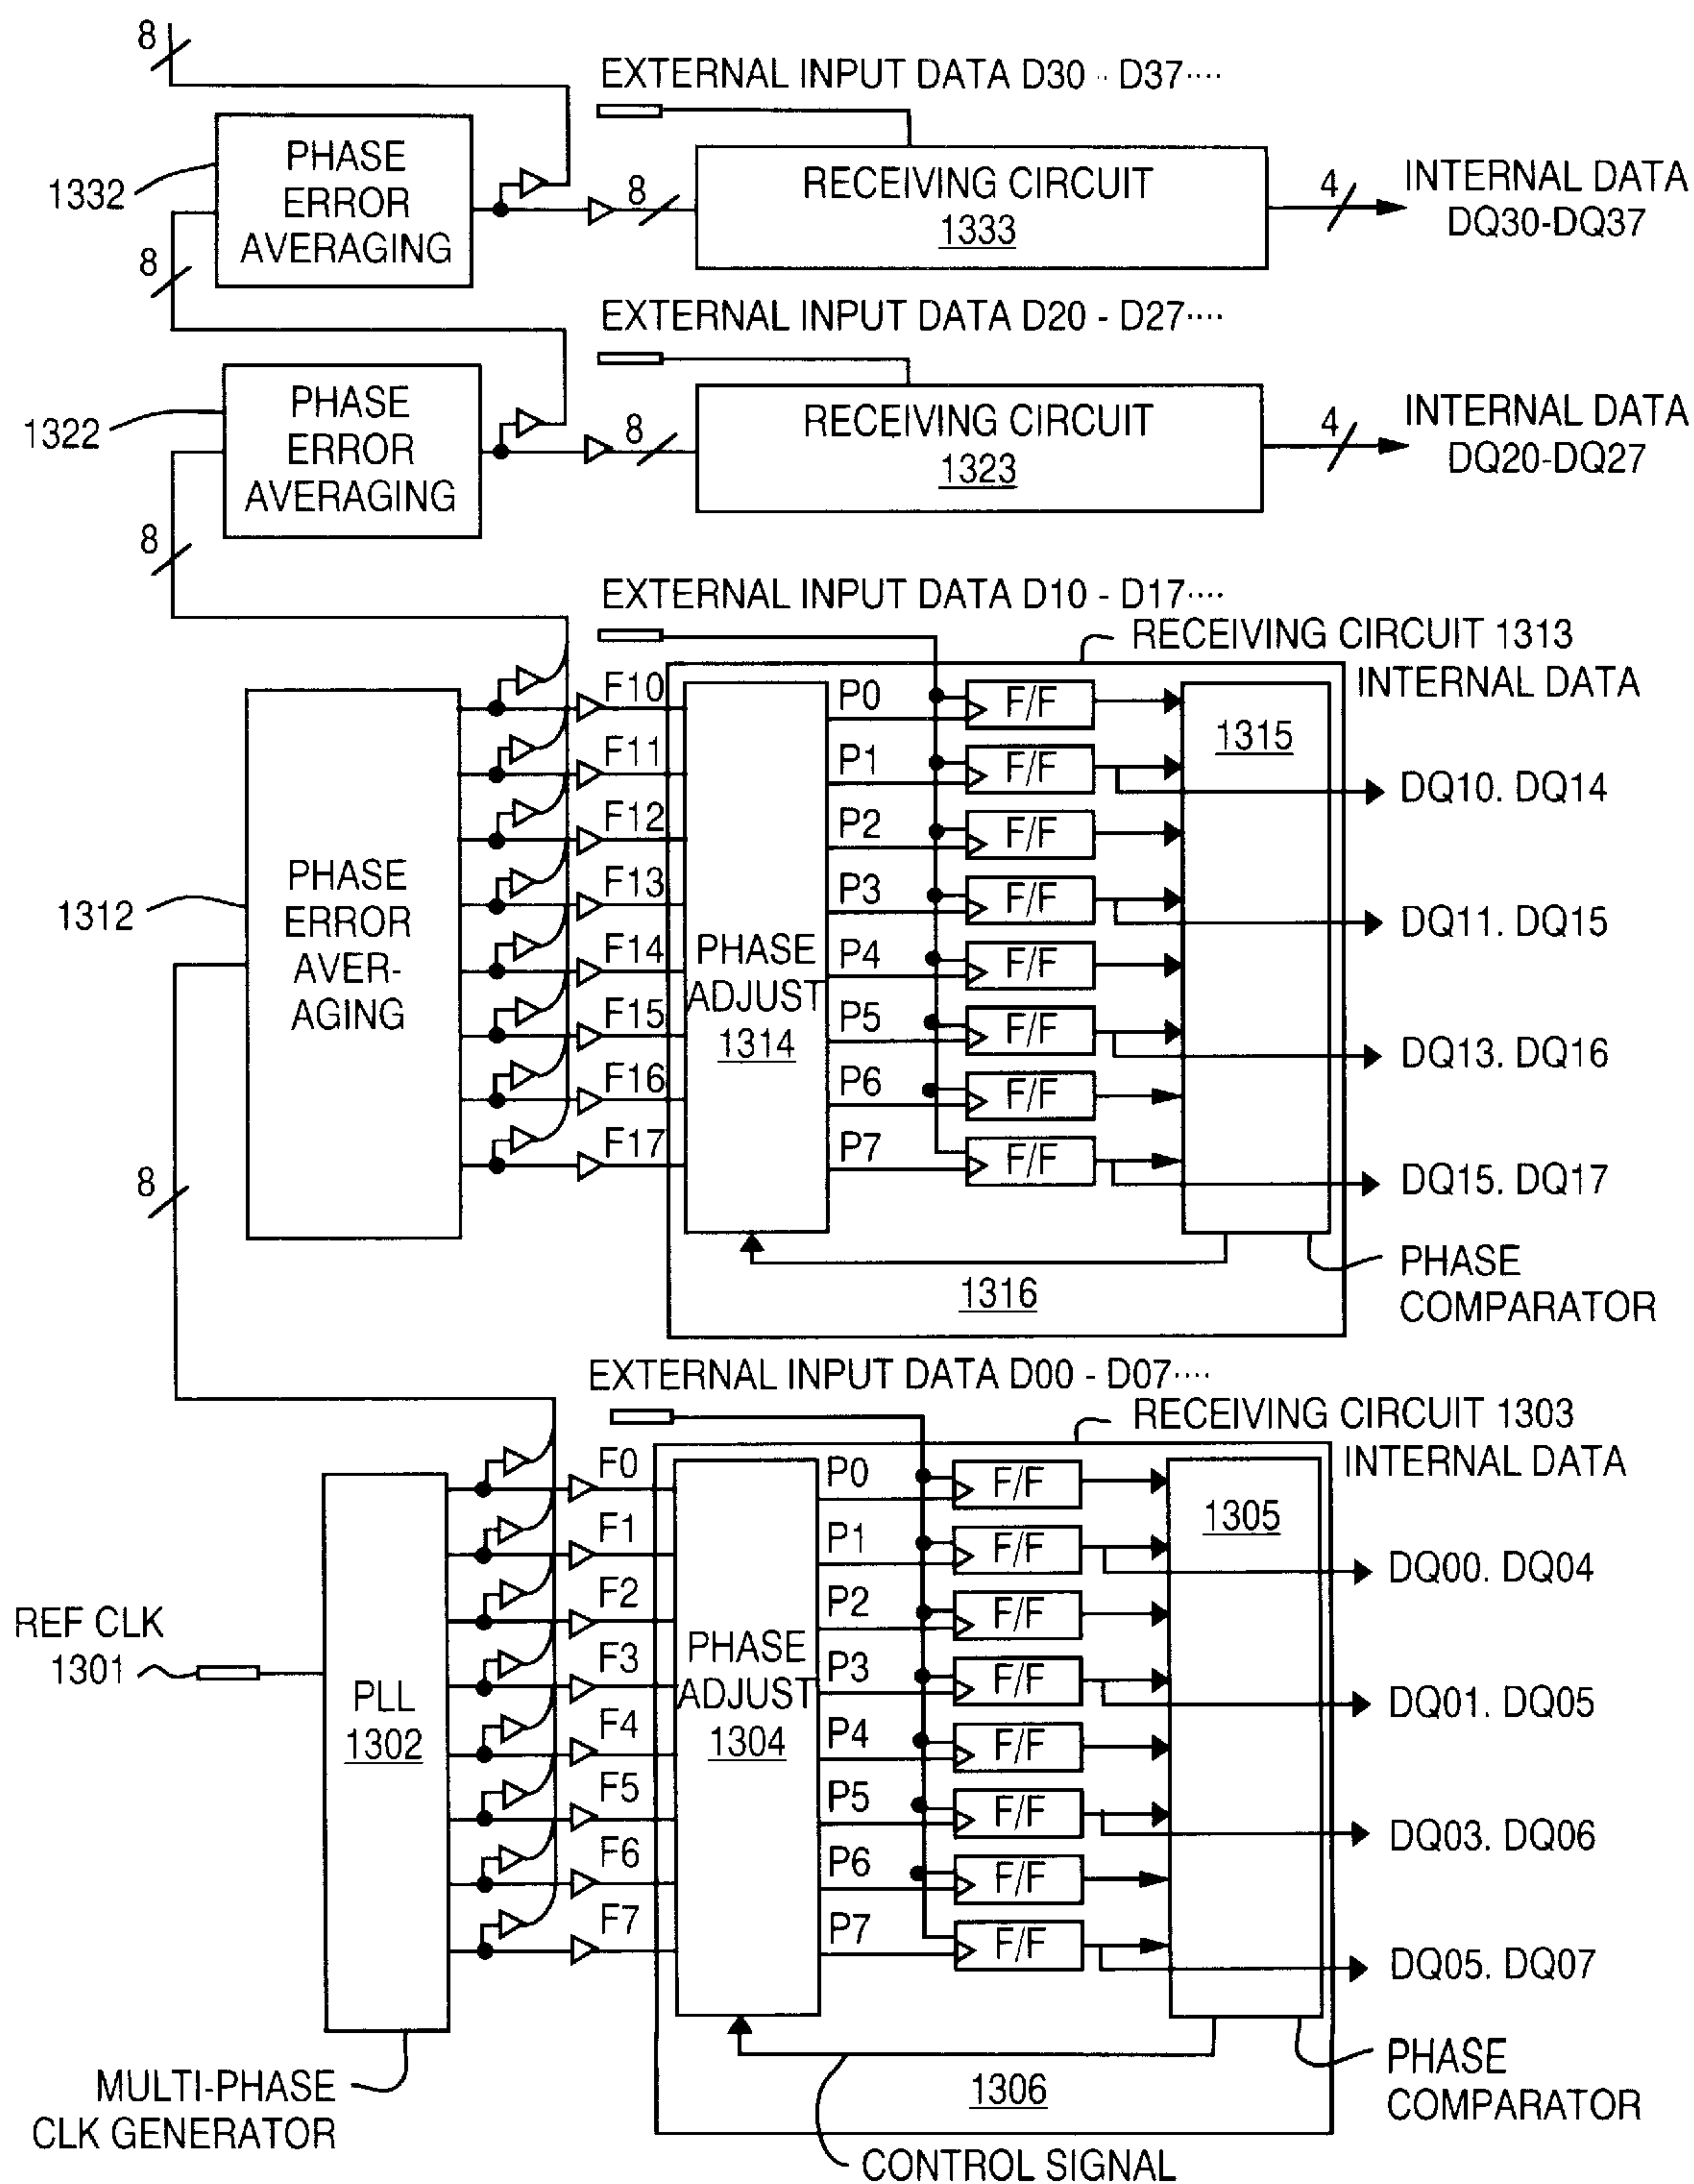 8
EXTERNAL INPUT DATA D30 - D37····
PHASE
ERROR
AVERAGING
1332
8
RECEIVING CIRCUIT
1333
4
INTERNAL DATA
DQ30-DQ37
8
EXTERNAL INPUT DATA D20 - D27····
PHASE
ERROR
AVERAGING
1322
8
RECEIVING CIRCUIT
1323
4
INTERNAL DATA
DQ20-DQ27
8
EXTERNAL INPUT DATA D10 - D17····
RECEIVING CIRCUIT 1313
INTERNAL DATA
1312
PHASE
ERROR
AVER-
AGING
F10
F11
F12
F13
F14
F15
F16
F17
PHASE
ADJUST
1314
P0
P1
P2
P3
P4
P5
P6
P7
F/F
F/F
F/F
F/F
F/F
F/F
F/F
F/F
1315
DQ10. DQ14
DQ11. DQ15
DQ13. DQ16
DQ15. DQ17
8
1316
PHASE
COMPARATOR
EXTERNAL INPUT DATA D00 - D07····
RECEIVING CIRCUIT 1303
INTERNAL DATA
REF CLK
1301
PLL
1302
F0
F1
F2
F3
F4
F5
F6
F7
PHASE
ADJUST
1304
P0
P1
P2
P3
P4
P5
P6
P7
F/F
F/F
F/F
F/F
F/F
F/F
F/F
F/F
1305
DQ00. DQ04
DQ01. DQ05
DQ03. DQ06
DQ05. DQ07
MULTI-PHASE
CLK GENERATOR
1306
PHASE
COMPARATOR
CONTROL SIGNAL